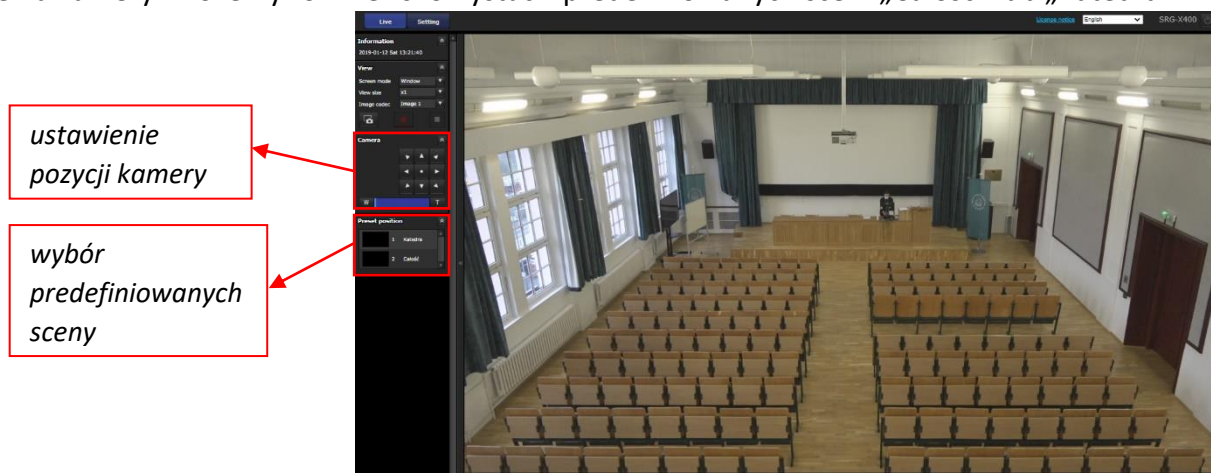 Live Setting License notice English SRG-X400
Information
2019-01-12 Sat 13:21:40
View
Screen mode Window
View size x1
Image codec Image 1
ustawienie
pozycji kamery
Camera
W T
wybór
predefiniowanych
sceny
Preset position
1 Katedra
2 Całość